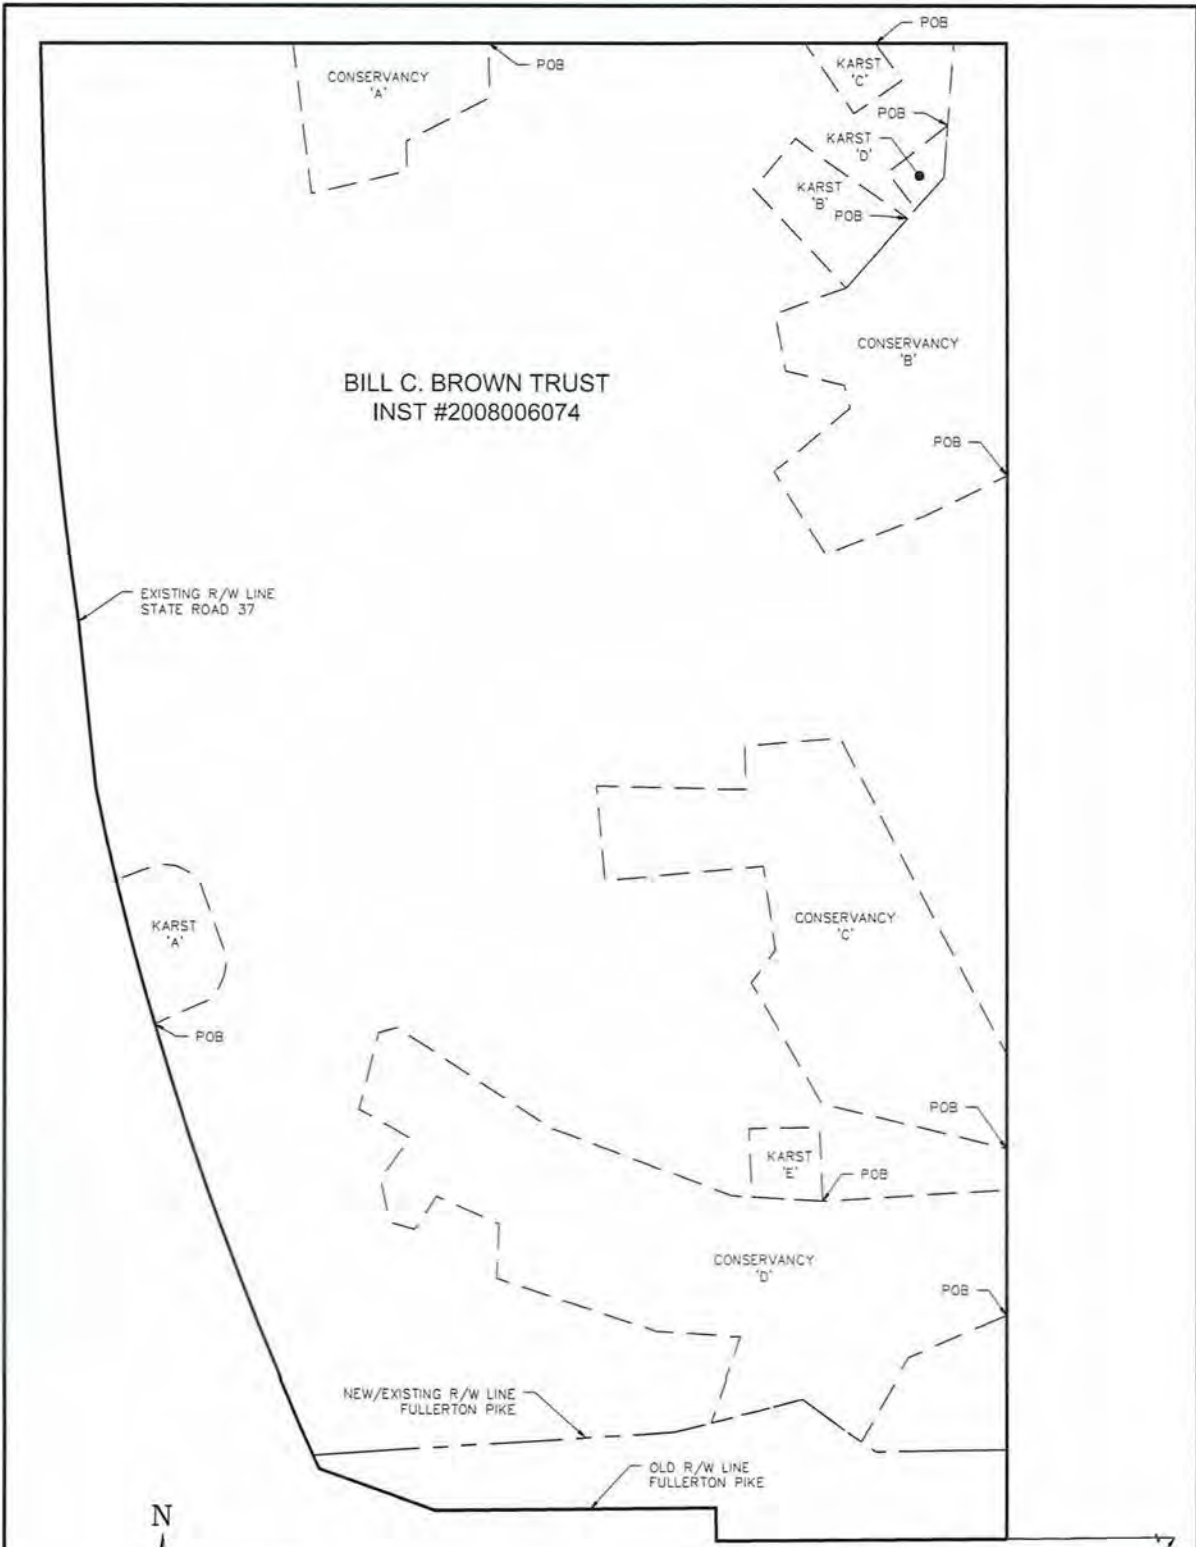 POB
POB
CONSERVANCY
'A'
KARST
'C'
POB
KARST
'D'
KARST
'B'
POB
CONSERVANCY
'B'
BILL C. BROWN TRUST
INST #2008006074
POB
EXISTING R/W LINE
STATE ROAD 37
KARST
'A'
CONSERVANCY
'C'
POB
POB
KARST
'E'
POB
CONSERVANCY
'D'
POB
NEW/EXISTING R/W LINE
FULLERTON PIKE
OLD R/W LINE
FULLERTON PIKE
N